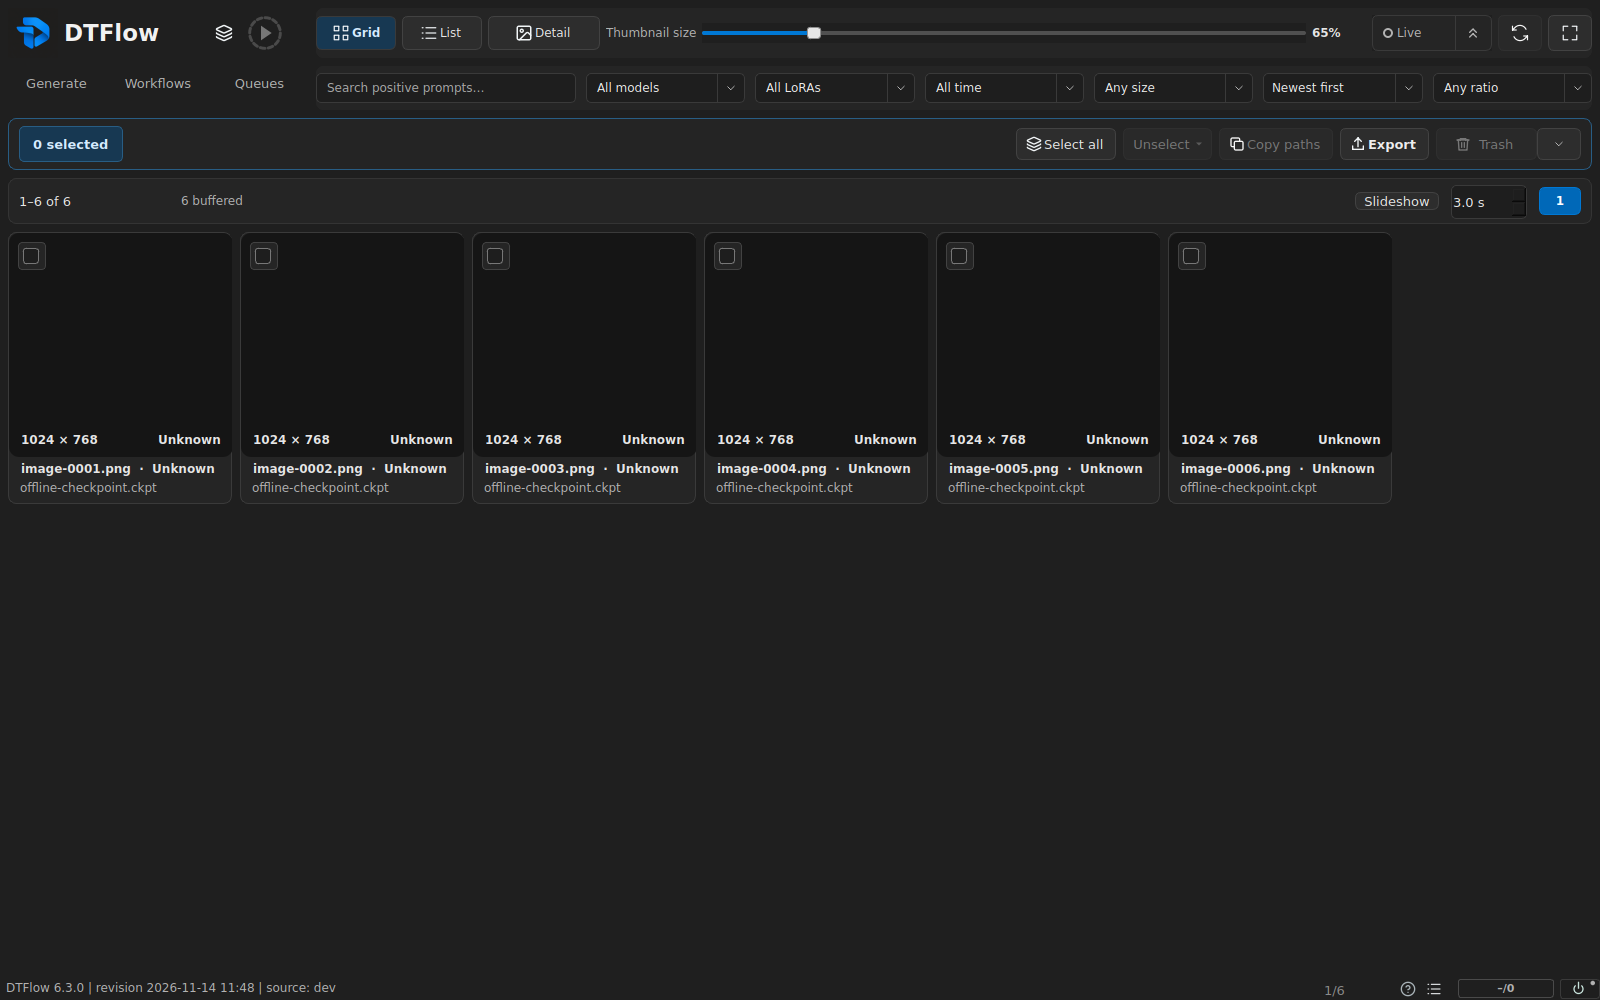 DTFlow
Grid
List
Detail
Thumbnail size
65%
Live
Generate
Workflows
Queues
Search positive prompts...
All models
All LoRAs
All time
Any size
Newest first
Any ratio
0 selected
Select all
Unselect
Copy paths
Export
Trash
1–6 of 6
6 buffered
Slideshow
3.0 s
1
1024 × 768
Unknown
1024 × 768
Unknown
1024 × 768
Unknown
1024 × 768
Unknown
1024 × 768
Unknown
1024 × 768
Unknown
image-0001.png · Unknown
image-0002.png · Unknown
image-0003.png · Unknown
image-0004.png · Unknown
image-0005.png · Unknown
image-0006.png · Unknown
offline-checkpoint.ckpt
offline-checkpoint.ckpt
offline-checkpoint.ckpt
offline-checkpoint.ckpt
offline-checkpoint.ckpt
offline-checkpoint.ckpt
DTFlow 6.3.0 | revision 2026-11-14 11:48 | source: dev
1/6
–/0